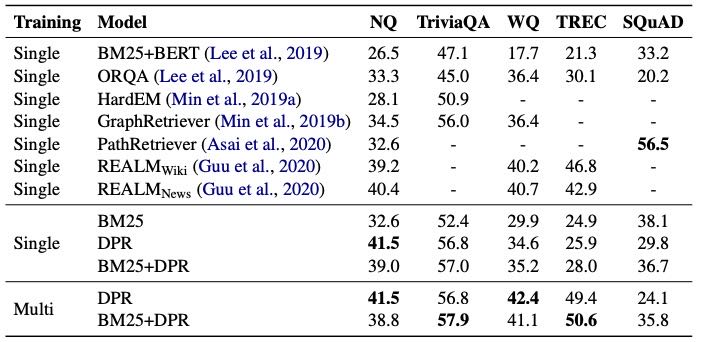 Training Model NQ TriviaQA WQ TREC SQuAD
Single BM25+BERT (Lee et al., 2019) 26.5 47.1 17.7 21.3 33.2
Single ORQA (Lee et al., 2019) 33.3 45.0 36.4 30.1 20.2
Single HardEM (Min et al., 2019a) 28.1 50.9 - - -
Single GraphRetriever (Min et al., 2019b) 34.5 56.0 36.4 - -
Single PathRetriever (Asai et al., 2020) 32.6 - - - 56.5
Single REALMWiki (Guu et al., 2020) 39.2 - 40.2 46.8 -
Single REALMNews (Guu et al., 2020) 40.4 - 40.7 42.9 -
BM25 32.6 52.4 29.9 24.9 38.1
Single DPR 41.5 56.8 34.6 25.9 29.8
BM25+DPR 39.0 57.0 35.2 28.0 36.7
Multi DPR 41.5 56.8 42.4 49.4 24.1
BM25+DPR 38.8 57.9 41.1 50.6 35.8